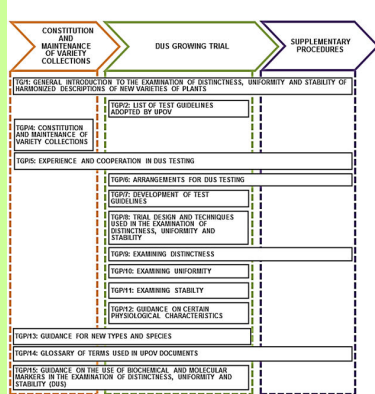 CONSTITUTION
AND
MAINTENANCE
OF VARIETY
COLLECTIONS
DUS GROWING TRIAL
SUPPLEMENTARY
PROCEDURES
TG/1: GENERAL INTRODUCTION TO THE EXAMINATION OF DISTINCTNESS, UNIFORMITY AND STABILITY OF
HARMONIZED DESCRIPTIONS OF NEW VARIETIES OF PLANTS
TGP/2: LIST OF TEST GUIDELINES
ADOPTED BY UPOV
TGP/4: CONSTITUTION
AND MAINTENANCE OF
VARIETY COLLECTIONS
TGP/5: EXPERIENCE AND COOPERATION IN DUS TESTING
TGP/6: ARRANGEMENTS FOR DUS TESTING
TGP/7: DEVELOPMENT OF TEST
GUIDELINES
TGP/8: TRIAL DESIGN AND TECHNIQUES
USED IN THE EXAMINATION OF
DISTINCTNESS, UNIFORMITY AND
STABILITY
TGP/9: EXAMINING DISTINCTNESS
TGP/10: EXAMINING UNIFORMITY
TGP/11: EXAMINING STABILTY
TGP/12: GUIDANCE ON CERTAIN
PHYSIOLOGICAL CHARACTERISTICS
TGP/13: GUIDANCE FOR NEW TYPES AND SPECIES
TGP/14: GLOSSARY OF TERMS USED IN UPOV DOCUMENTS
TGP/15: GUIDANCE ON THE USE OF BIOCHEMICAL AND MOLECULAR
MARKERS IN THE EXAMINATION OF DISTINCTNESS, UNIFORMITY AND
STABILITY (DUS)